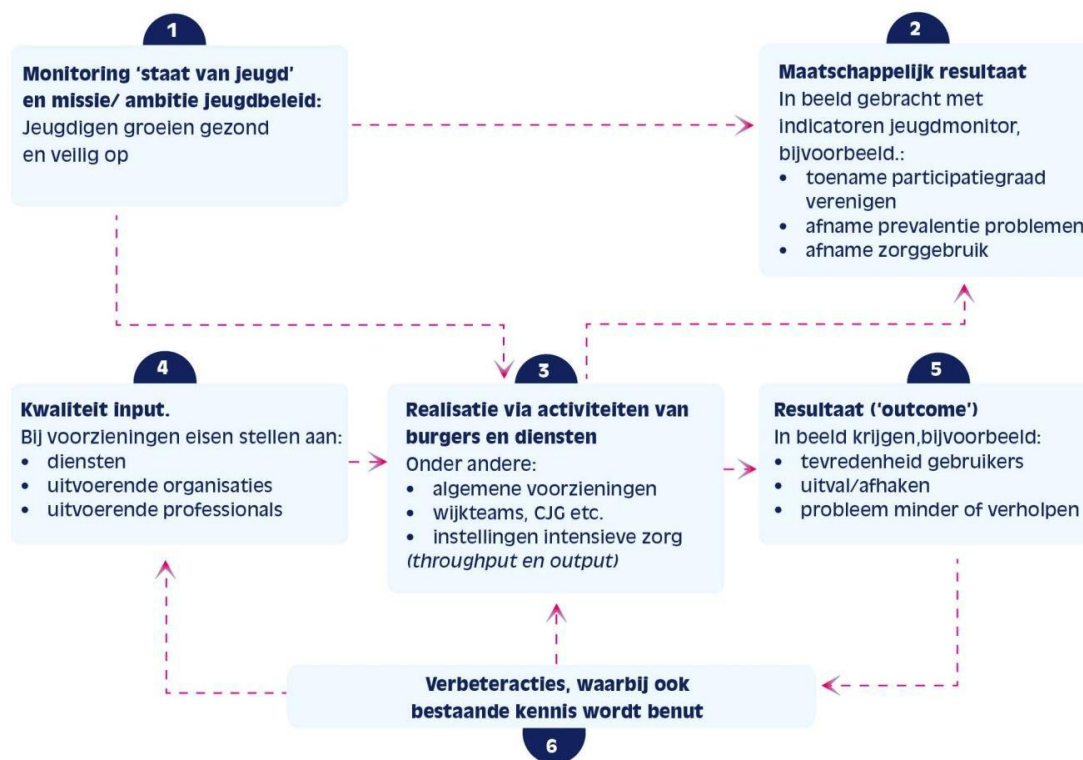 1
Monitoring ‘staat van jeugd’
en missie/ ambitie jeugdbeleid:
Jeugdigen groeien gezond
en veilig op
2
Maatschappelijk resultaat
In beeld gebracht met
indicatoren jeugdmonitor,
bijvoorbeeld.:
• toename participatiegraad
verenigen
• afname prevalentie problemen
• afname zorggebruik
4
Kwaliteit input.
Bij voorzieningen eisen stellen aan:
• diensten
• uitvoerende organisaties
• uitvoerende professionals
3
Realisatie via activiteiten van
burgers en diensten
Onder andere:
• algemene voorzieningen
• wijkteams, CJG etc.
• instellingen intensieve zorg
(throughput en output)
5
Resultaat (‘outcome’)
In beeld krijgen,bijvoorbeeld:
• tevredenheid gebruikers
• uitval/afhaken
• probleem minder of verholpen
Verbeteracties, waarbij ook
bestaande kennis wordt benut
6